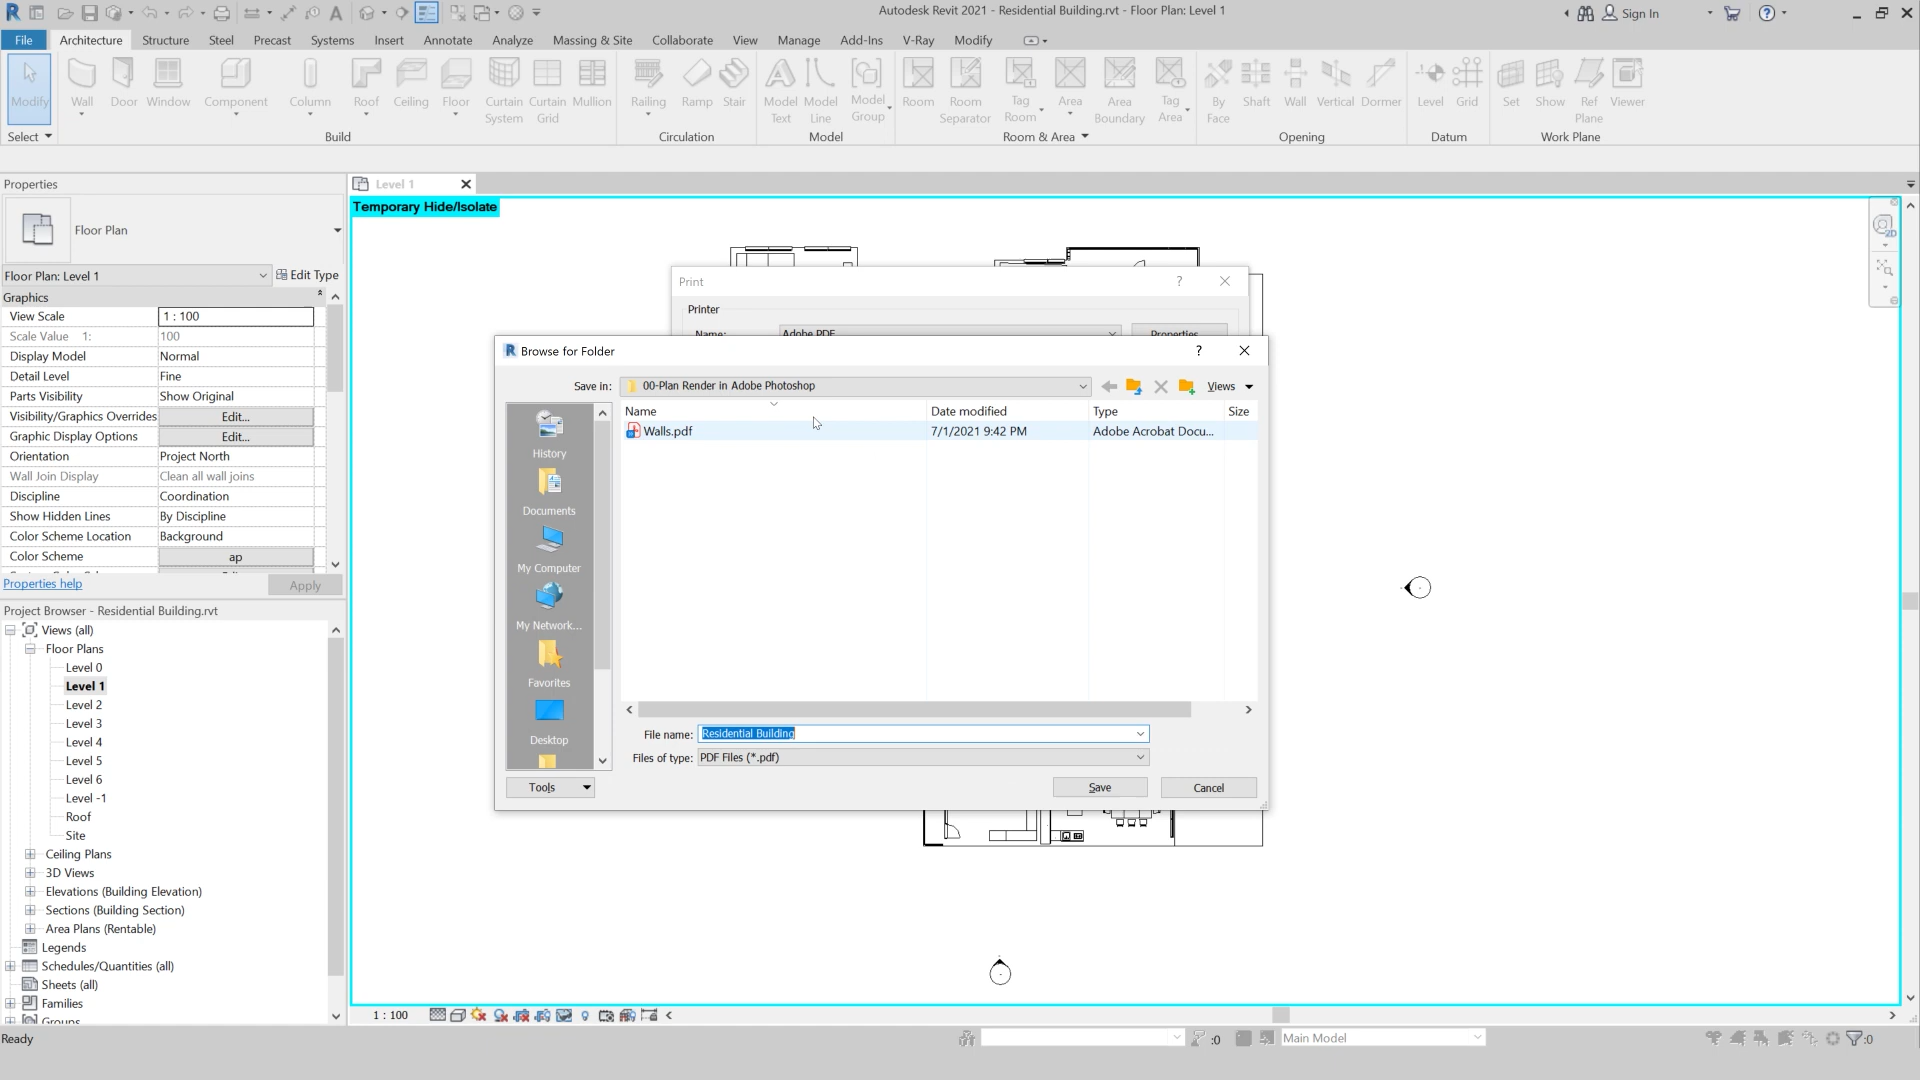 Autodesk Revit 2021 - Residential Building.rvt - Floor Plan: Level 1
Sign In
File Architecture Structure Steel Precast Systems Insert Annotate Analyze Massing & Site Collaborate View Manage Add-Ins V-Ray Modify
Modify Wall Door Window Component Column Roof Ceiling Floor Curtain System Curtain Grid Mullion Railing Ramp Stair Model Text Model Line Model Group Room Room Separator Tag Room Area Area Boundary Tag Area By Face Shaft Wall Vertical Dormer Level Grid Set Show Ref Plane Viewer
Select Build Circulation Model Room & Area Opening Datum Work Plane
Properties
Level 1
Temporary Hide/Isolate
Floor Plan
Floor Plan: Level 1 Edit Type
Graphics
View Scale 1 : 100
Scale Value 1: 100
Display Model Normal
Detail Level Fine
Parts Visibility Show Original
Visibility/Graphics Overrides Edit...
Graphic Display Options Edit...
Orientation Project North
Wall Join Display Clean all wall joins
Discipline Coordination
Show Hidden Lines By Discipline
Color Scheme Location Background
Color Scheme ap
Properties help Apply
Project Browser - Residential Building.rvt
Views (all)
Floor Plans
Level 0
Level 1
Level 2
Level 3
Level 4
Level 5
Level 6
Level -1
Roof
Site
Ceiling Plans
3D Views
Elevations (Building Elevation)
Sections (Building Section)
Area Plans (Rentable)
Legends
Schedules/Quantities (all)
Sheets (all)
Families
Groups
Print
Printer
Name: Adobe PDF Properties...
Browse for Folder
Save in: 00-Plan Render in Adobe Photoshop Views
Name Date modified Type Size
Walls.pdf 7/1/2021 9:42 PM Adobe Acrobat Docu...
History
Documents
My Computer
My Network...
Favorites
Desktop
File name: Residential Building
Files of type: PDF Files (*.pdf)
Tools Save Cancel
2D
1 : 100
Ready
:0
Main Model
:0